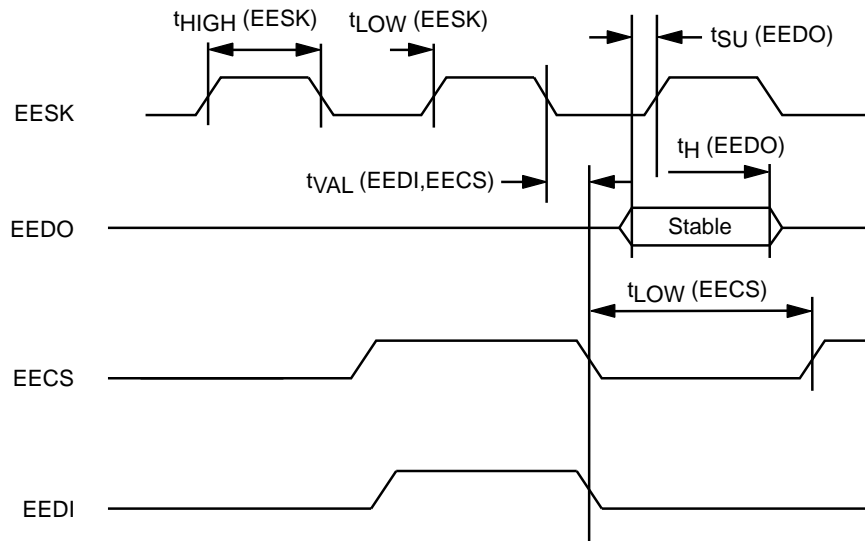 tHIGH (EESK)
tLOW (EESK)
tSU (EEDO)
EESK
tH (EEDO)
tVAL (EEDI,EECS)
EEDO
Stable
tLOW (EECS)
EECS
EEDI